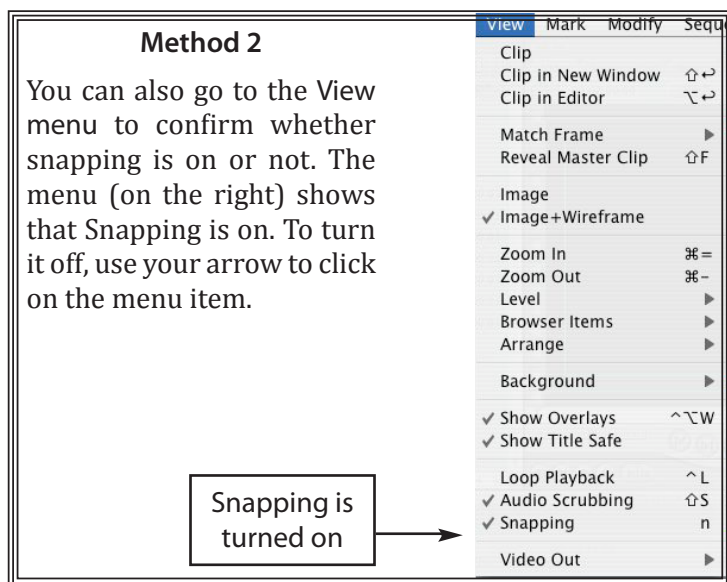 Method 2
You can also go to the View
menu to confirm whether
snapping is on or not. The
menu (on the right) shows
that Snapping is on. To turn
it off, use your arrow to click
on the menu item.
Snapping is
turned on
View Mark Modify Seque
Clip
Clip in New Window ⇧↩
Clip in Editor ⌥↩
Match Frame ▶
Reveal Master Clip ⇧F
Image
✓ Image+Wireframe
Zoom In ⌘=
Zoom Out ⌘-
Level ▶
Browser Items ▶
Arrange ▶
Background ▶
✓ Show Overlays ^⌥W
✓ Show Title Safe
Loop Playback ^L
✓ Audio Scrubbing ⇧S
✓ Snapping n
Video Out ▶